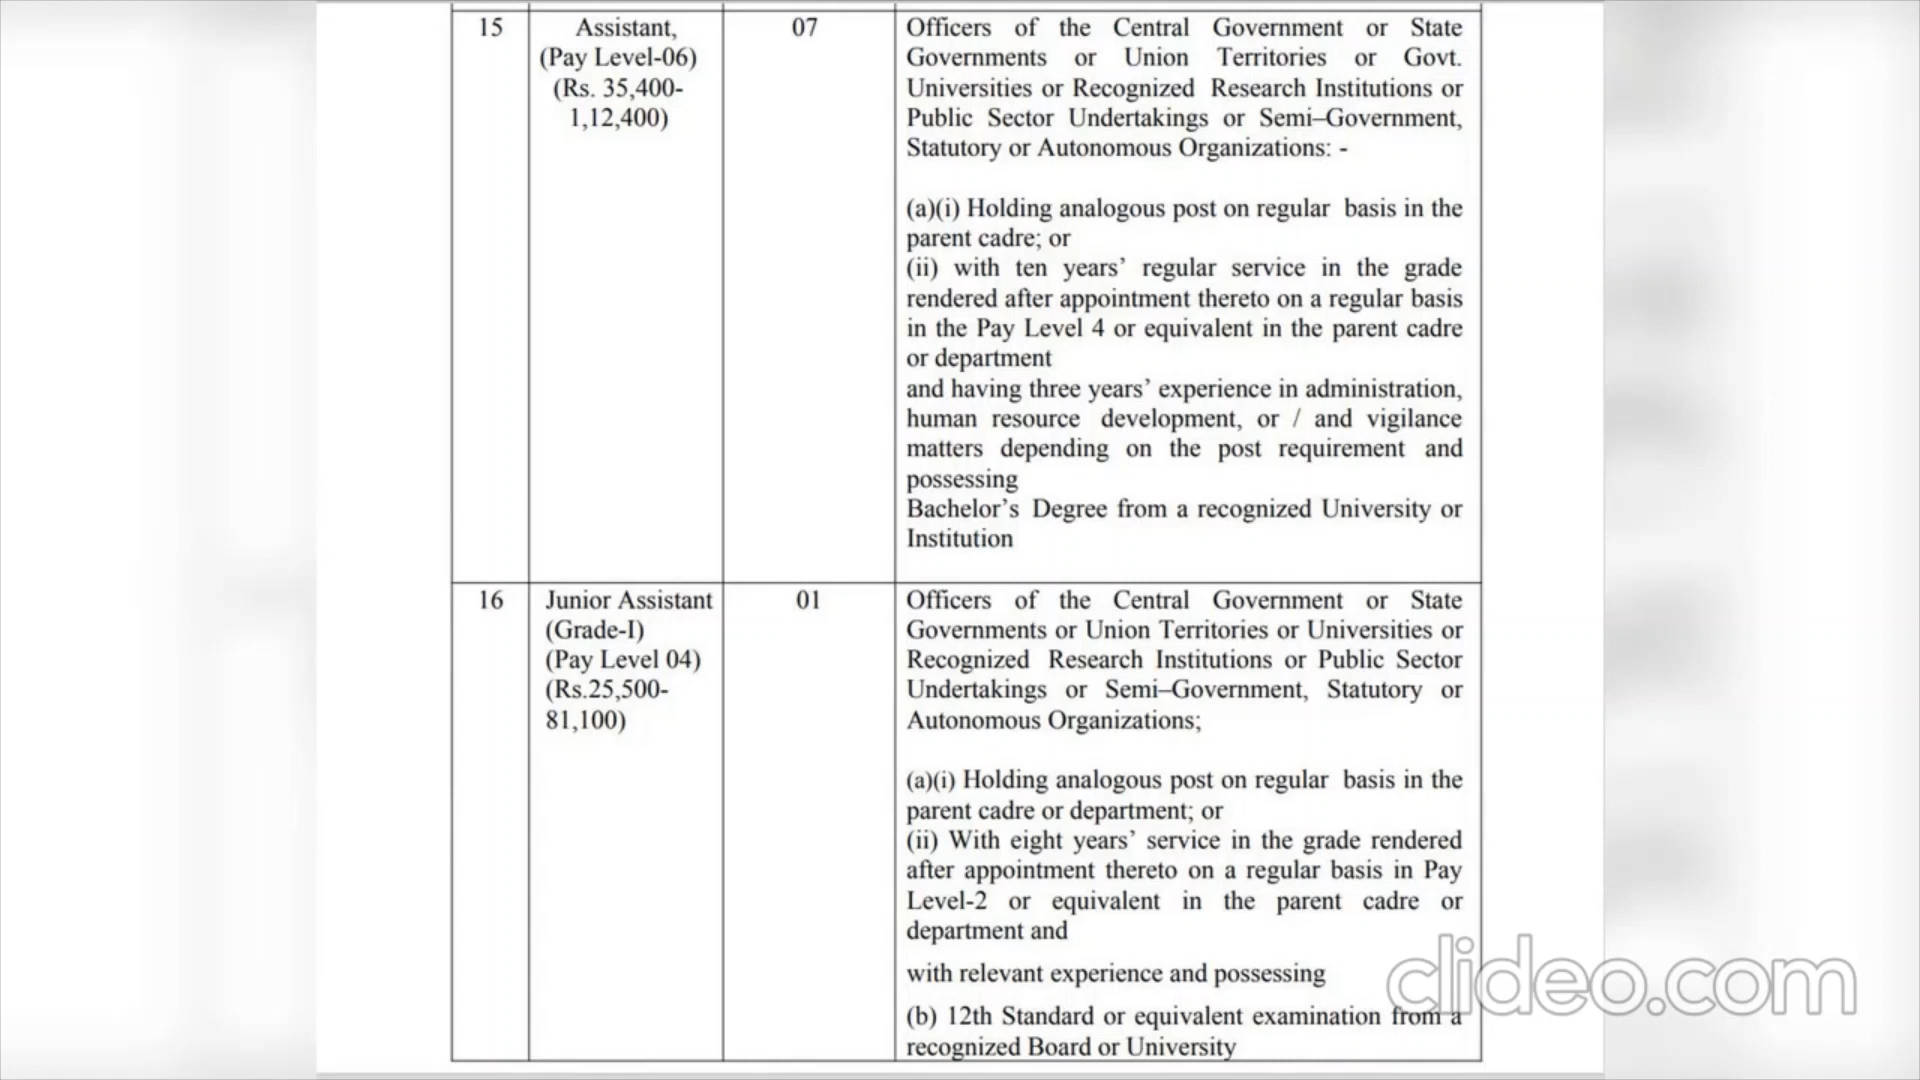 15
Assistant,
(Pay Level-06)
(Rs. 35,400-
1,12,400)
07
Officers of the Central Government or State
Governments or Union Territories or Govt.
Universities or Recognized Research Institutions or
Public Sector Undertakings or Semi–Government,
Statutory or Autonomous Organizations: -
(a)(i) Holding analogous post on regular basis in the
parent cadre; or
(ii) with ten years’ regular service in the grade
rendered after appointment thereto on a regular basis
in the Pay Level 4 or equivalent in the parent cadre
or department
and having three years’ experience in administration,
human resource development, or / and vigilance
matters depending on the post requirement and
possessing
Bachelor’s Degree from a recognized University or
Institution
16
Junior Assistant
(Grade-I)
(Pay Level 04)
(Rs.25,500-
81,100)
01
Officers of the Central Government or State
Governments or Union Territories or Universities or
Recognized Research Institutions or Public Sector
Undertakings or Semi–Government, Statutory or
Autonomous Organizations;
(a)(i) Holding analogous post on regular basis in the
parent cadre or department; or
(ii) With eight years’ service in the grade rendered
after appointment thereto on a regular basis in Pay
Level-2 or equivalent in the parent cadre or
department and
with relevant experience and possessing
(b) 12th Standard or equivalent examination from a
recognized Board or University
clideo.com